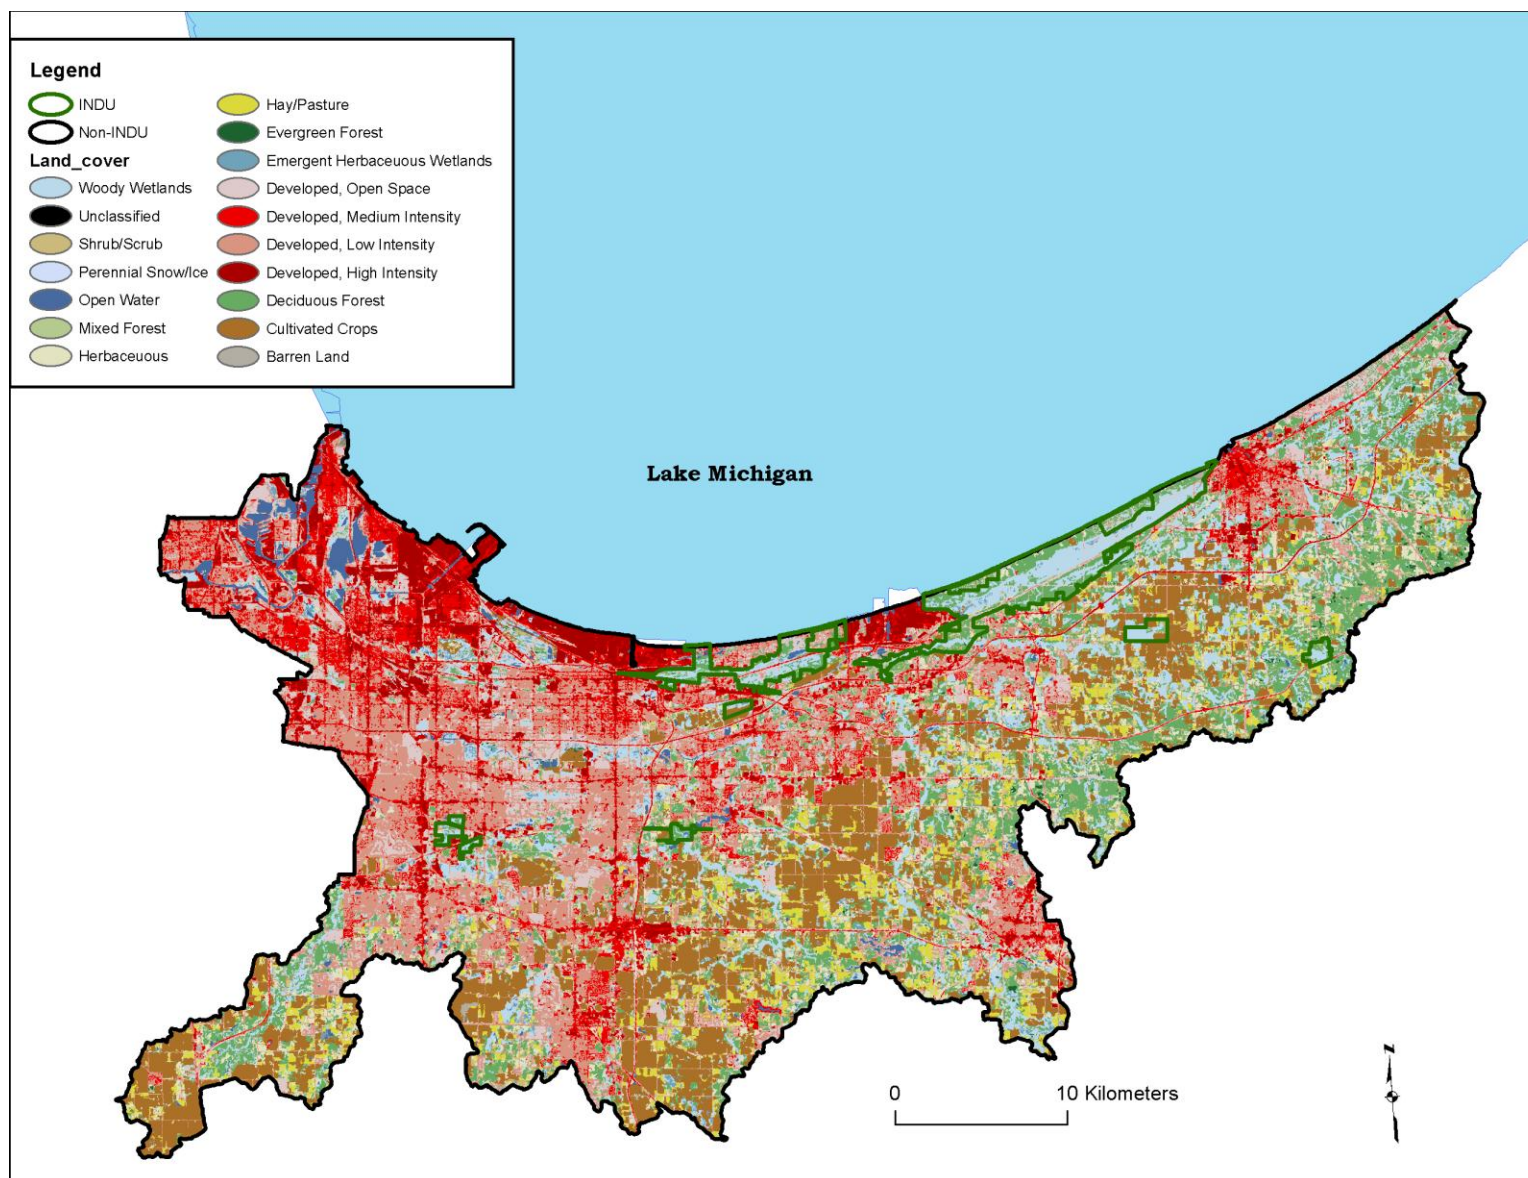 Legend
INDU
Non-INDU
Land_cover
Woody Wetlands
Unclassified
Shrub/Scrub
Perennial Snow/Ice
Open Water
Mixed Forest
Herbaceuous
Hay/Pasture
Evergreen Forest
Emergent Herbaceuous Wetlands
Developed, Open Space
Developed, Medium Intensity
Developed, Low Intensity
Developed, High Intensity
Deciduous Forest
Cultivated Crops
Barren Land
Lake Michigan
0 10 Kilometers
N